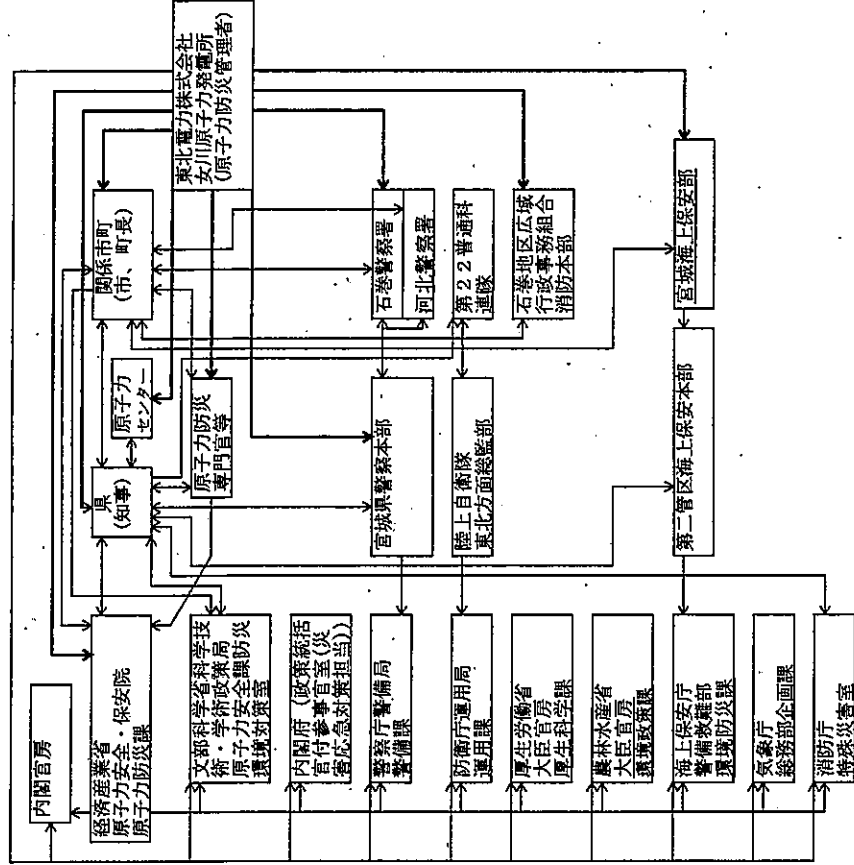 東北電力株式会社
女川原子力発電所
(原子力防災管理者)
関係市町
(市、町長)
原子力
センター
県
(知事)
原子力防災
専門官等
石巻警察署
河北警察署
第22普通科
連隊
石巻地区広域
行政事務組合
消防本部
宮城海上保安部
宮城県警察本部
陸上自衛隊
東北方面総監部
第二管区海上保安本部
内閣官房
経済産業省
原子力安全・保安院
原子力防災課
文部科学省科学技
術・学術政策局
原子力安全課防災
環境対策室
内閣府(政策統括
官付参事官室(災
害応急対策担当))
警察庁警備局
警備課
防衛庁運用局
運用課
厚生労働省
大臣官房
厚生科学課
農林水産省
大臣官房
環境政策課
海上保安庁
警備救難部
環境防災課
気象庁
総務部企画課
消防庁
特殊災害室